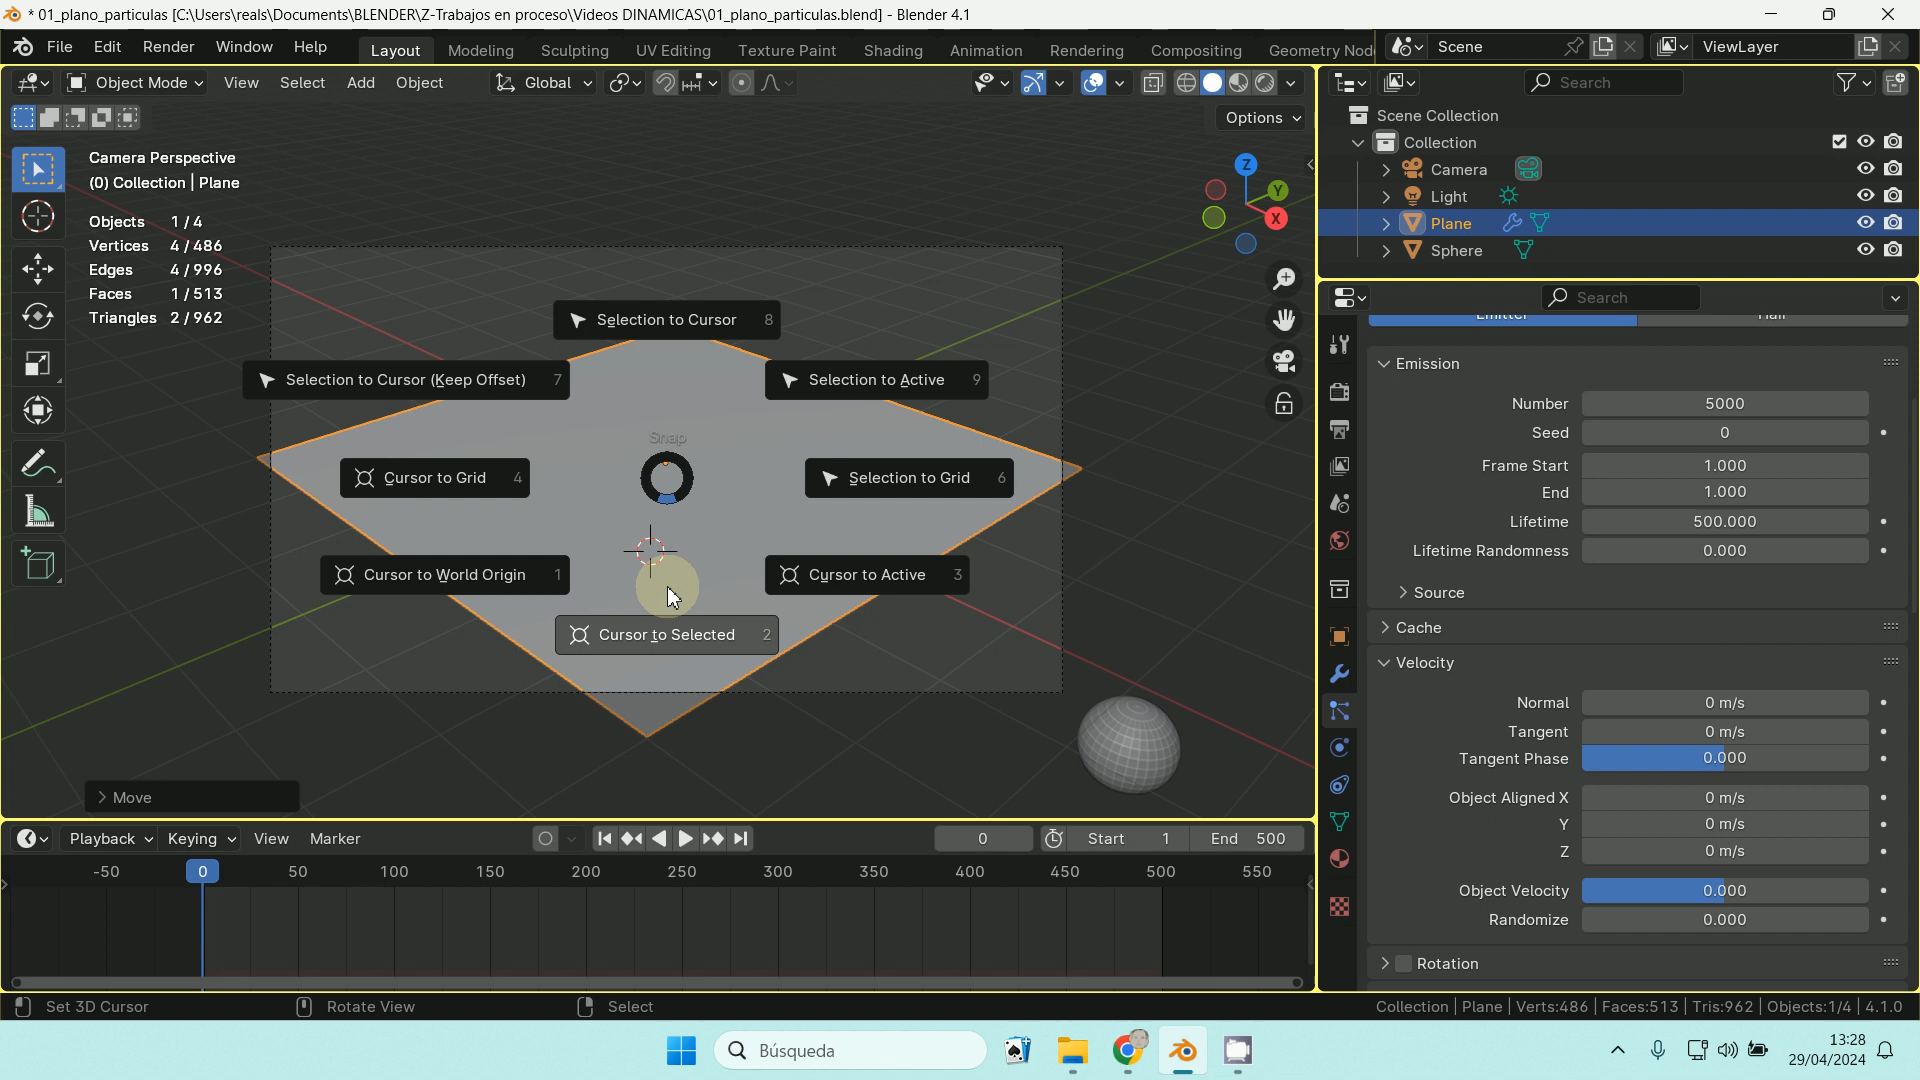 * 01_plano_particulas [C:\Users\reals\Documents\BLENDER\Z-Trabajos en proceso\Videos DINAMICAS\01_plano_particulas.blend] - Blender 4.1
File Edit Render Window Help Layout Modeling Sculpting UV Editing Texture Paint Shading Animation Rendering Compositing Geometry Nod Scene ViewLayer
Object Mode View Select Add Object Global Search
Options
Scene Collection
Collection
Camera
Light
Plane
Sphere
Camera Perspective
(0) Collection | Plane
Objects 1/4
Vertices 4/486
Edges 4/996
Faces 1/513
Triangles 2/962
Z
Y
X
Selection to Cursor 8
Selection to Cursor (Keep Offset) 7
Selection to Active 9
Snap
Cursor to Grid 4
Selection to Grid 6
Cursor to World Origin 1
Cursor to Active 3
Cursor to Selected 2
Move
Search
Emitter Hair
Emission
Number 5000
Seed 0
Frame Start 1.000
End 1.000
Lifetime 500.000
Lifetime Randomness 0.000
Source
Cache
Velocity
Normal 0 m/s
Tangent 0 m/s
Tangent Phase 0.000
Object Aligned X 0 m/s
Y 0 m/s
Z 0 m/s
Object Velocity 0.000
Randomize 0.000
Rotation
Playback Keying View Marker 0 Start 1 End 500
-50 0 50 100 150 200 250 300 350 400 450 500 550
Set 3D Cursor Rotate View Select Collection | Plane | Verts:486 | Faces:513 | Tris:962 | Objects:1/4 | 4.1.0
Búsqueda
13:28
29/04/2024